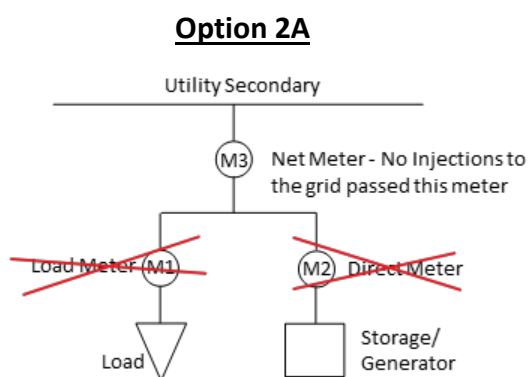 Option 2A
Utility Secondary
M3
Net Meter - No Injections to
the grid passed this meter
Load Meter
M1
M2
Direct Meter
Load
Storage/
Generator